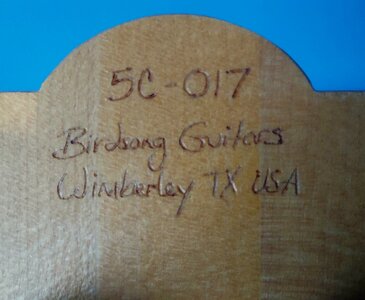 5C-017
Birdsong Guitars
Wimberley TX USA